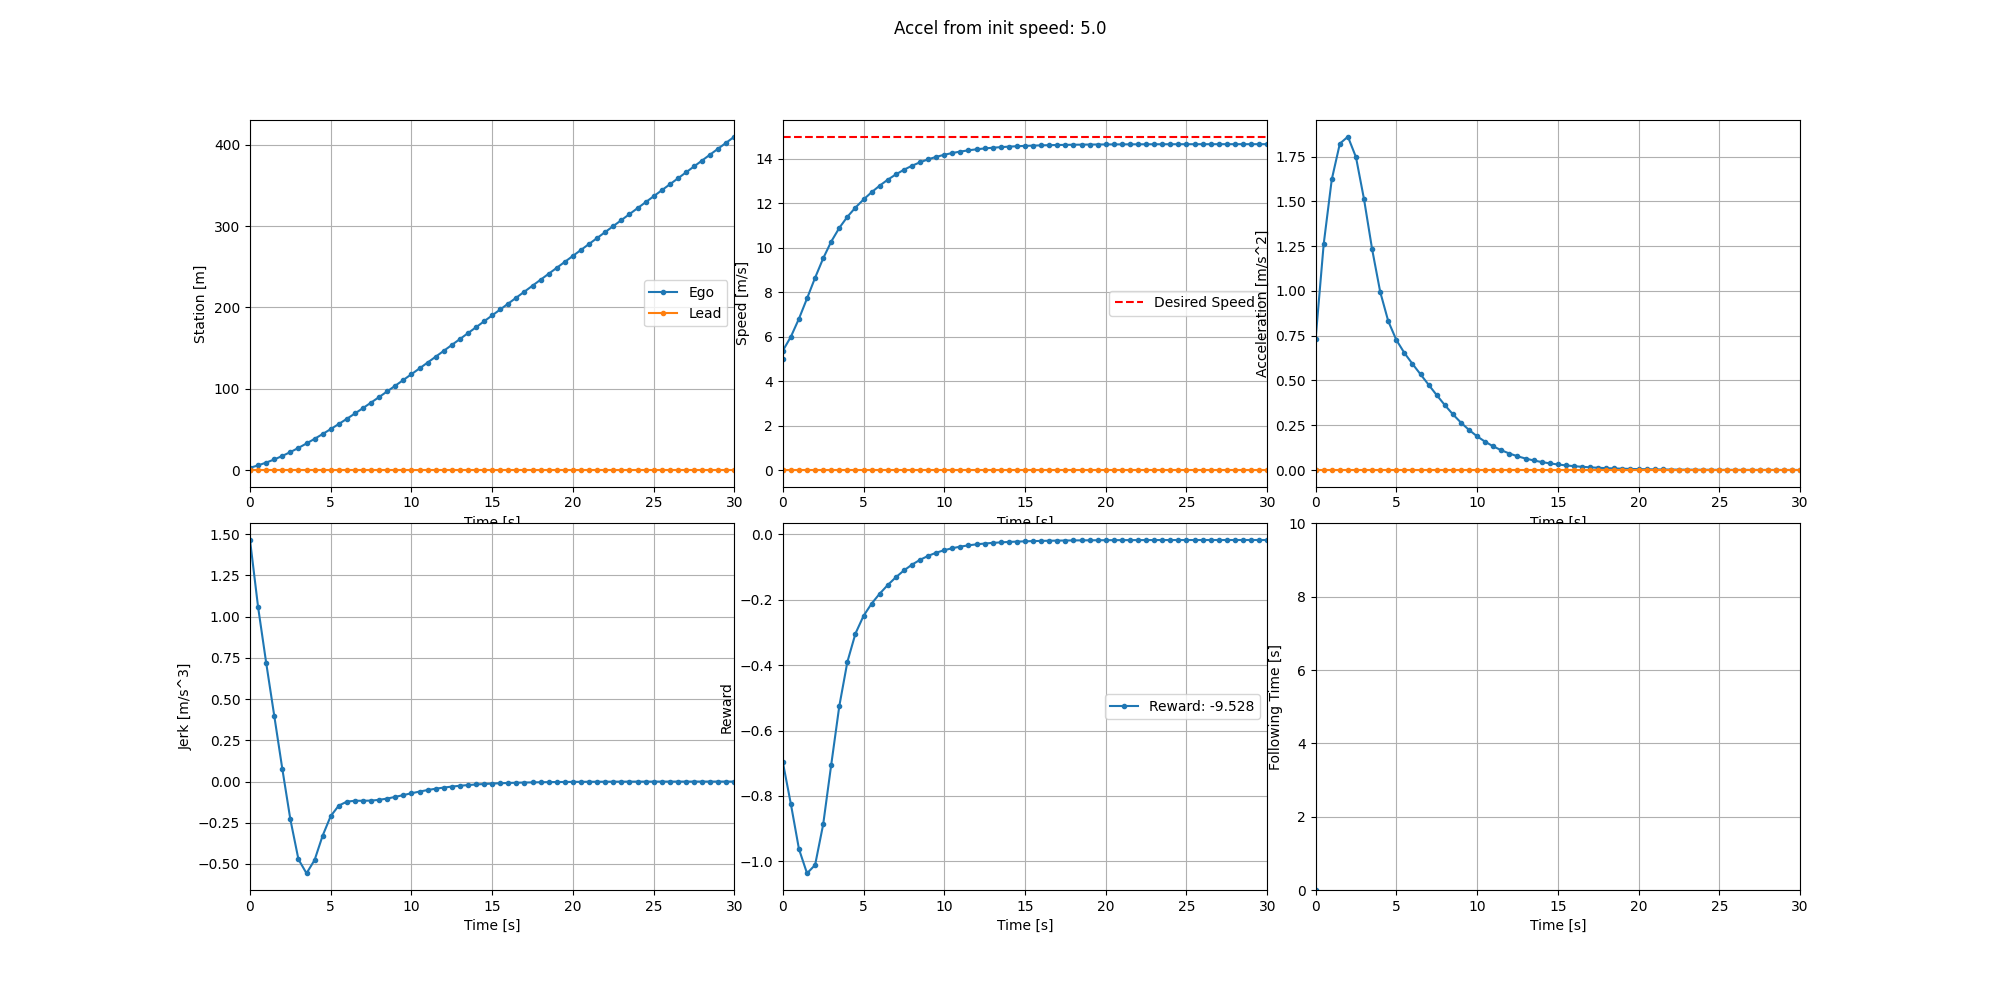 Accel from init speed: 5.0
Station [m]
400
300
200
100
0
0 5 10 15 20 25 30
Time [s]
Ego
Lead
Speed [m/s]
14
12
10
8
6
4
2
0
0 5 10 15 20 25 30
Time [s]
Desired Speed
Acceleration [m/s^2]
1.75
1.50
1.25
1.00
0.75
0.50
0.25
0.00
0 5 10 15 20 25 30
Time [s]
Jerk [m/s^3]
1.50
1.25
1.00
0.75
0.50
0.25
0.00
−0.25
−0.50
0 5 10 15 20 25 30
Time [s]
Reward
0.0
−0.2
−0.4
−0.6
−0.8
−1.0
0 5 10 15 20 25 30
Time [s]
Reward: -9.528
Following Time [s]
10
8
6
4
2
0
0 5 10 15 20 25 30
Time [s]